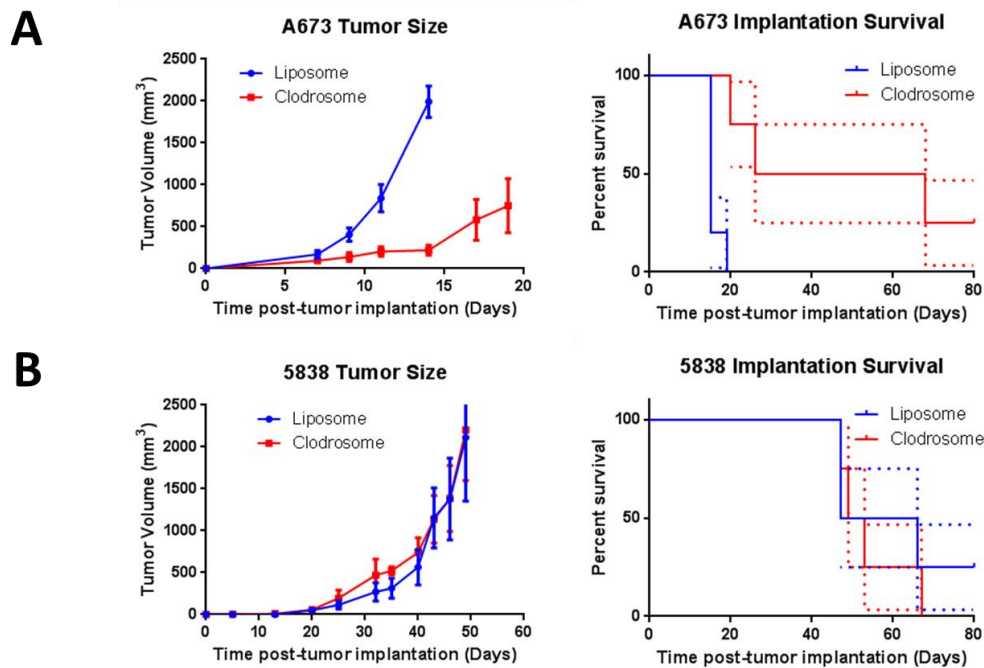 A
A673 Tumor Size
Tumor Volume (mm³)
2500
2000
1500
1000
500
0
Liposome
Clodrosome
0 5 10 15 20
Time post-tumor implantation (Days)
A673 Implantation Survival
Percent survival
100
50
0
Liposome
Clodrosome
0 20 40 60 80
Time post-tumor implantation (Days)
B
5838 Tumor Size
Tumor Volume (mm³)
2500
2000
1500
1000
500
0
Liposome
Clodrosome
0 10 20 30 40 50 60
Time post-tumor implantation (Days)
5838 Implantation Survival
Percent survival
100
50
0
Liposome
Clodrosome
0 20 40 60 80
Time post-tumor implantation (Days)